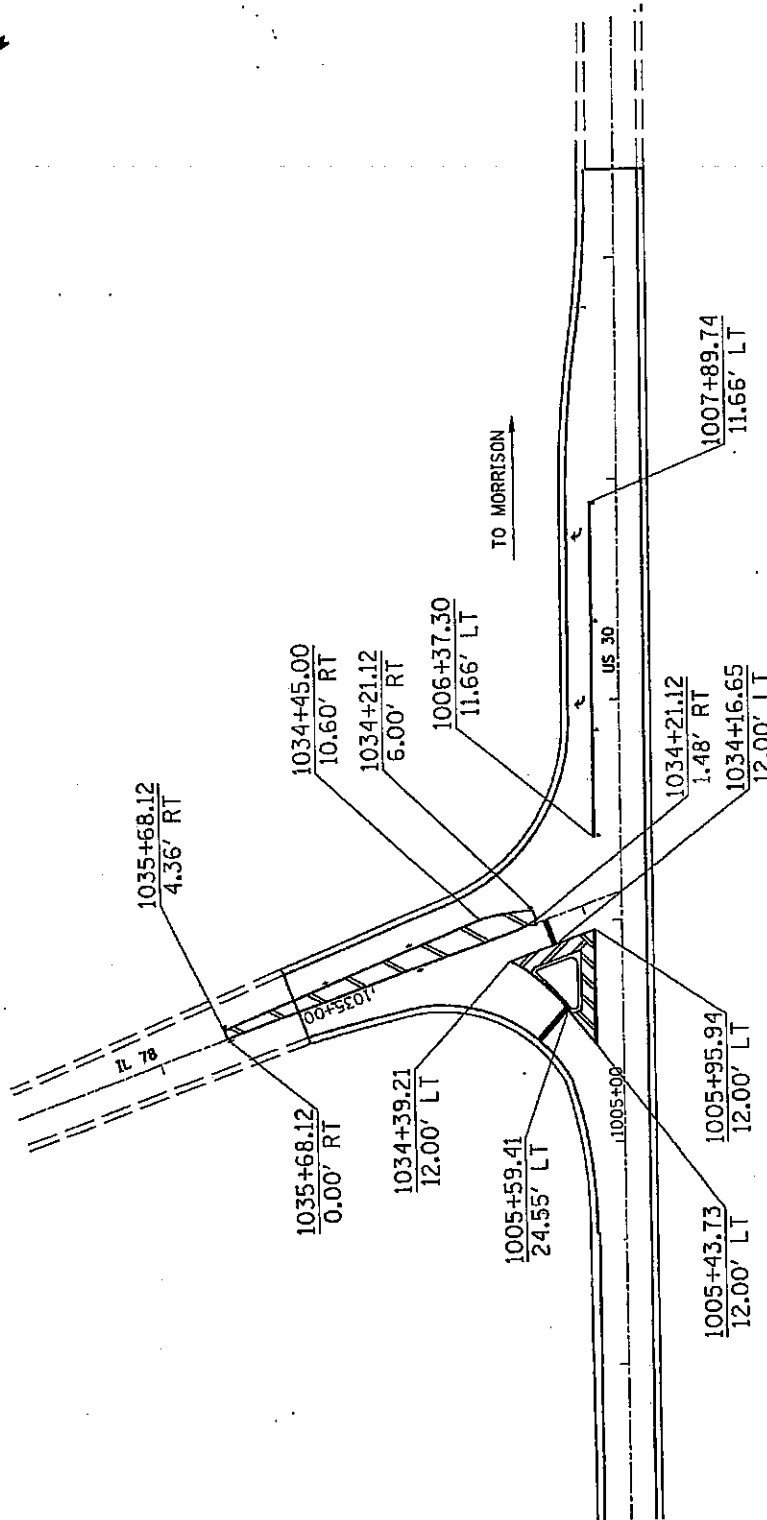 1035+68.12
4.36' RT
1034+45.00
10.60' RT
1034+21.12
6.00' RT
1006+37.30
11.66' LT
TO MORRISON
1007+89.74
11.66' LT
US 30
IL 78
1035+00
1005+00
1034+21.12
1.48' RT
1034+16.65
12.00' LT
1035+68.12
0.00' RT
1034+39.21
12.00' LT
1005+59.41
24.55' LT
1005+95.94
12.00' LT
1005+43.73
12.00' LT